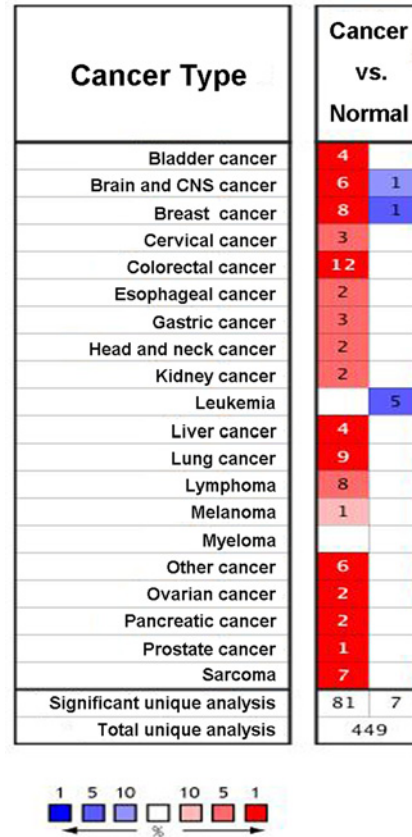 Cancer Type
Cancer
vs.
Normal
Bladder cancer 4
Brain and CNS cancer 6 1
Breast cancer 8 1
Cervical cancer 3
Colorectal cancer 12
Esophageal cancer 2
Gastric cancer 3
Head and neck cancer 2
Kidney cancer 2
Leukemia 5
Liver cancer 4
Lung cancer 9
Lymphoma 8
Melanoma 1
Myeloma
Other cancer 6
Ovarian cancer 2
Pancreatic cancer 2
Prostate cancer 1
Sarcoma 7
Significant unique analysis 81 7
Total unique analysis 449
1 5 10 10 5 1
%